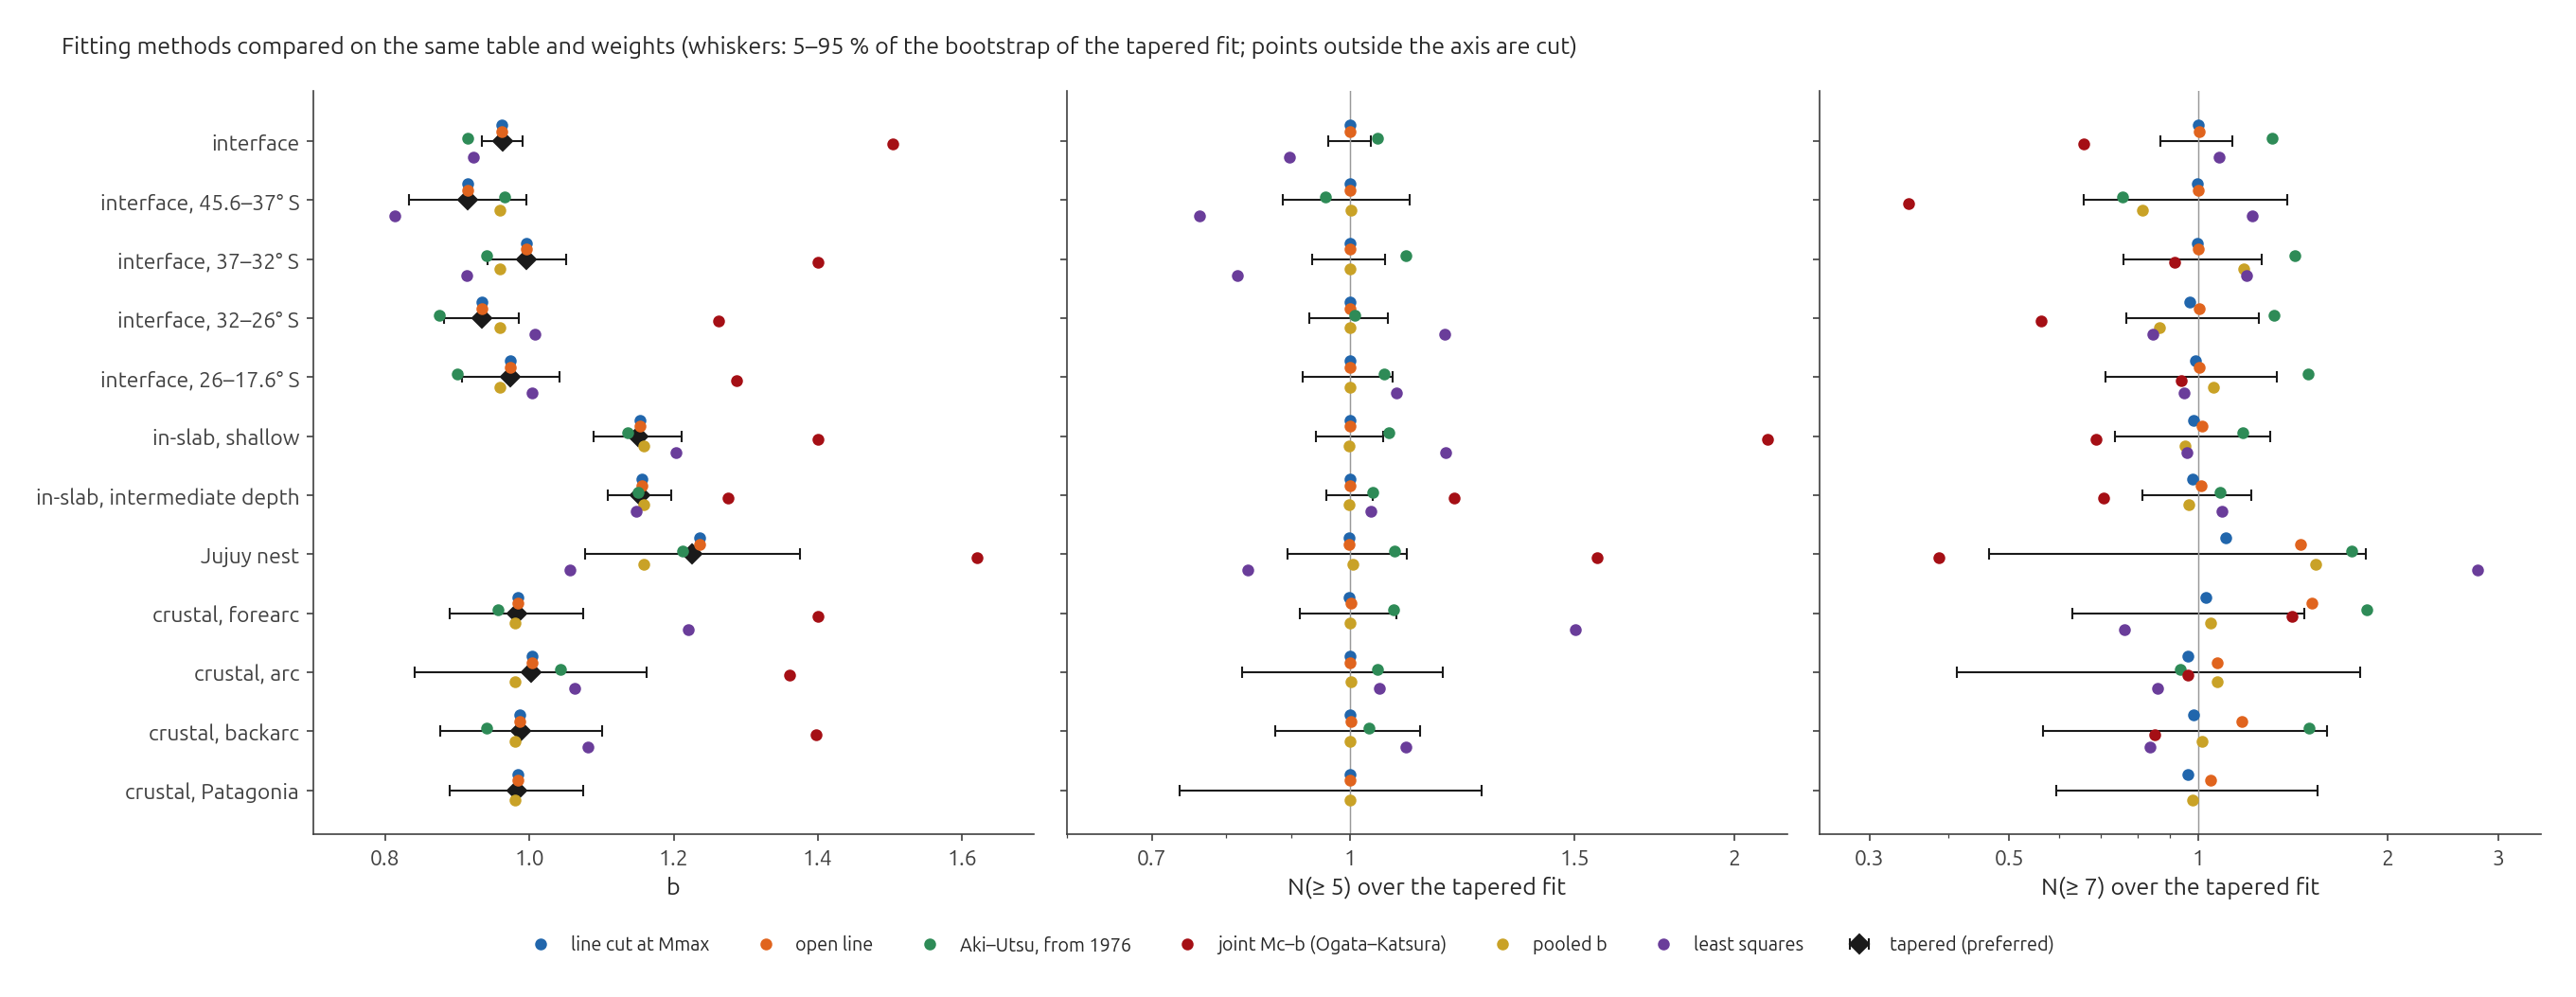 Fitting methods compared on the same table and weights (whiskers: 5–95 % of the bootstrap of the tapered fit; points outside the axis are cut)
interface
interface, 45.6–37° S
interface, 37–32° S
interface, 32–26° S
interface, 26–17.6° S
in-slab, shallow
in-slab, intermediate depth
Jujuy nest
crustal, forearc
crustal, arc
crustal, backarc
crustal, Patagonia
0.8 1.0 1.2 1.4 1.6
b
0.7 1 1.5 2
N(≥ 5) over the tapered fit
0.3 0.5 1 2 3
N(≥ 7) over the tapered fit
line cut at Mmax open line Aki–Utsu, from 1976 joint Mc–b (Ogata–Katsura) pooled b least squares tapered (preferred)